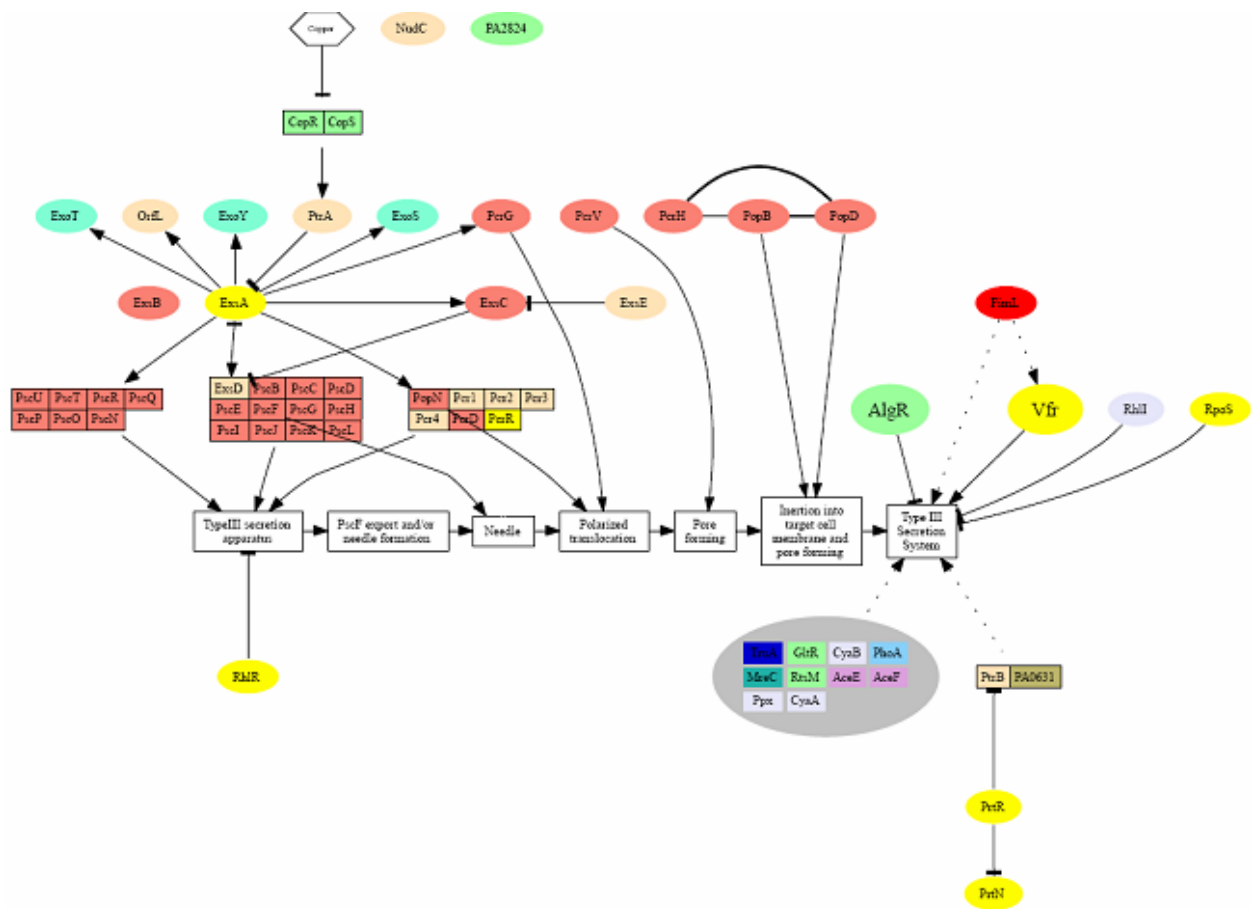 Copper
NudC
PA2824
CopR CopS
ExoT
OrfL
ExoY
PtrA
ExoS
PcrG
PcrV
PcrH
PopB
PopD
ExsB
ExsA
ExsC
ExsE
FimL
PscU PscT PscR PscQ
PscP PscO PscN
ExsD PscB PscC PscD
PscE PscF PscG PscH
PscI PscJ PscK PscL
PopN Pcr1 Pcr2 Pcr3
Pcr4 PcrD PcrR
AlgR
Vfr
RhlI
RpoS
TypeIII secretion
apparatus
PscF export and/or
needle formation
Needle
Polarized
translocation
Pore
forming
Inertion into
target cell
membrane and
pore forming
Type III
Secretion
System
RhlR
GltR CyaB PhoA
MreC RtsM AceE AceF
Ppx CyaA
PtrB PA0631
PrtR
PrtN